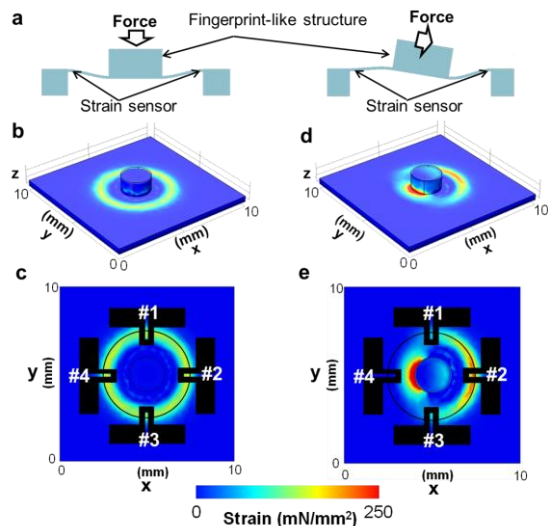 a
Force
Fingerprint-like structure
Force
Strain sensor
Strain sensor
b
d
z
10
y
(mm)
0
0
(mm)
x
10
z
10
y
(mm)
0
0
(mm)
x
10
c
e
10
y
(mm)
0
#1
#2
#3
#4
0
(mm)
10
x
10
y
(mm)
0
#1
#2
#3
#4
0
(mm)
10
x
0
250
Strain (mN/mm²)